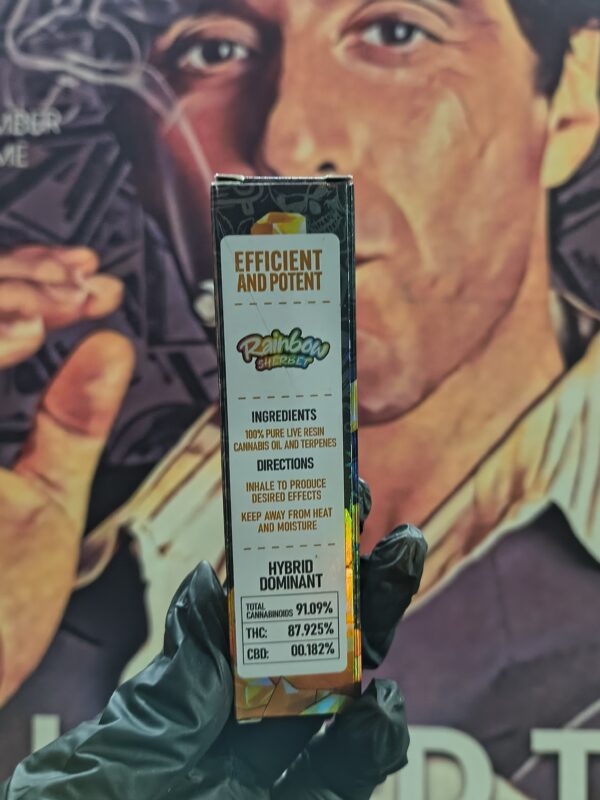 EFFICIENT
AND POTENT
Rainbow
SHERBET
INGREDIENTS
100% PURE LIVE RESIN
CANNABIS OIL AND TERPENES
DIRECTIONS
INHALE TO PRODUCE
DESIRED EFFECTS
KEEP AWAY FROM HEAT
AND MOISTURE
HYBRID
DOMINANT
TOTAL
CANNABINOIDS 91.09%
THC: 87.925%
CBD: 00.182%